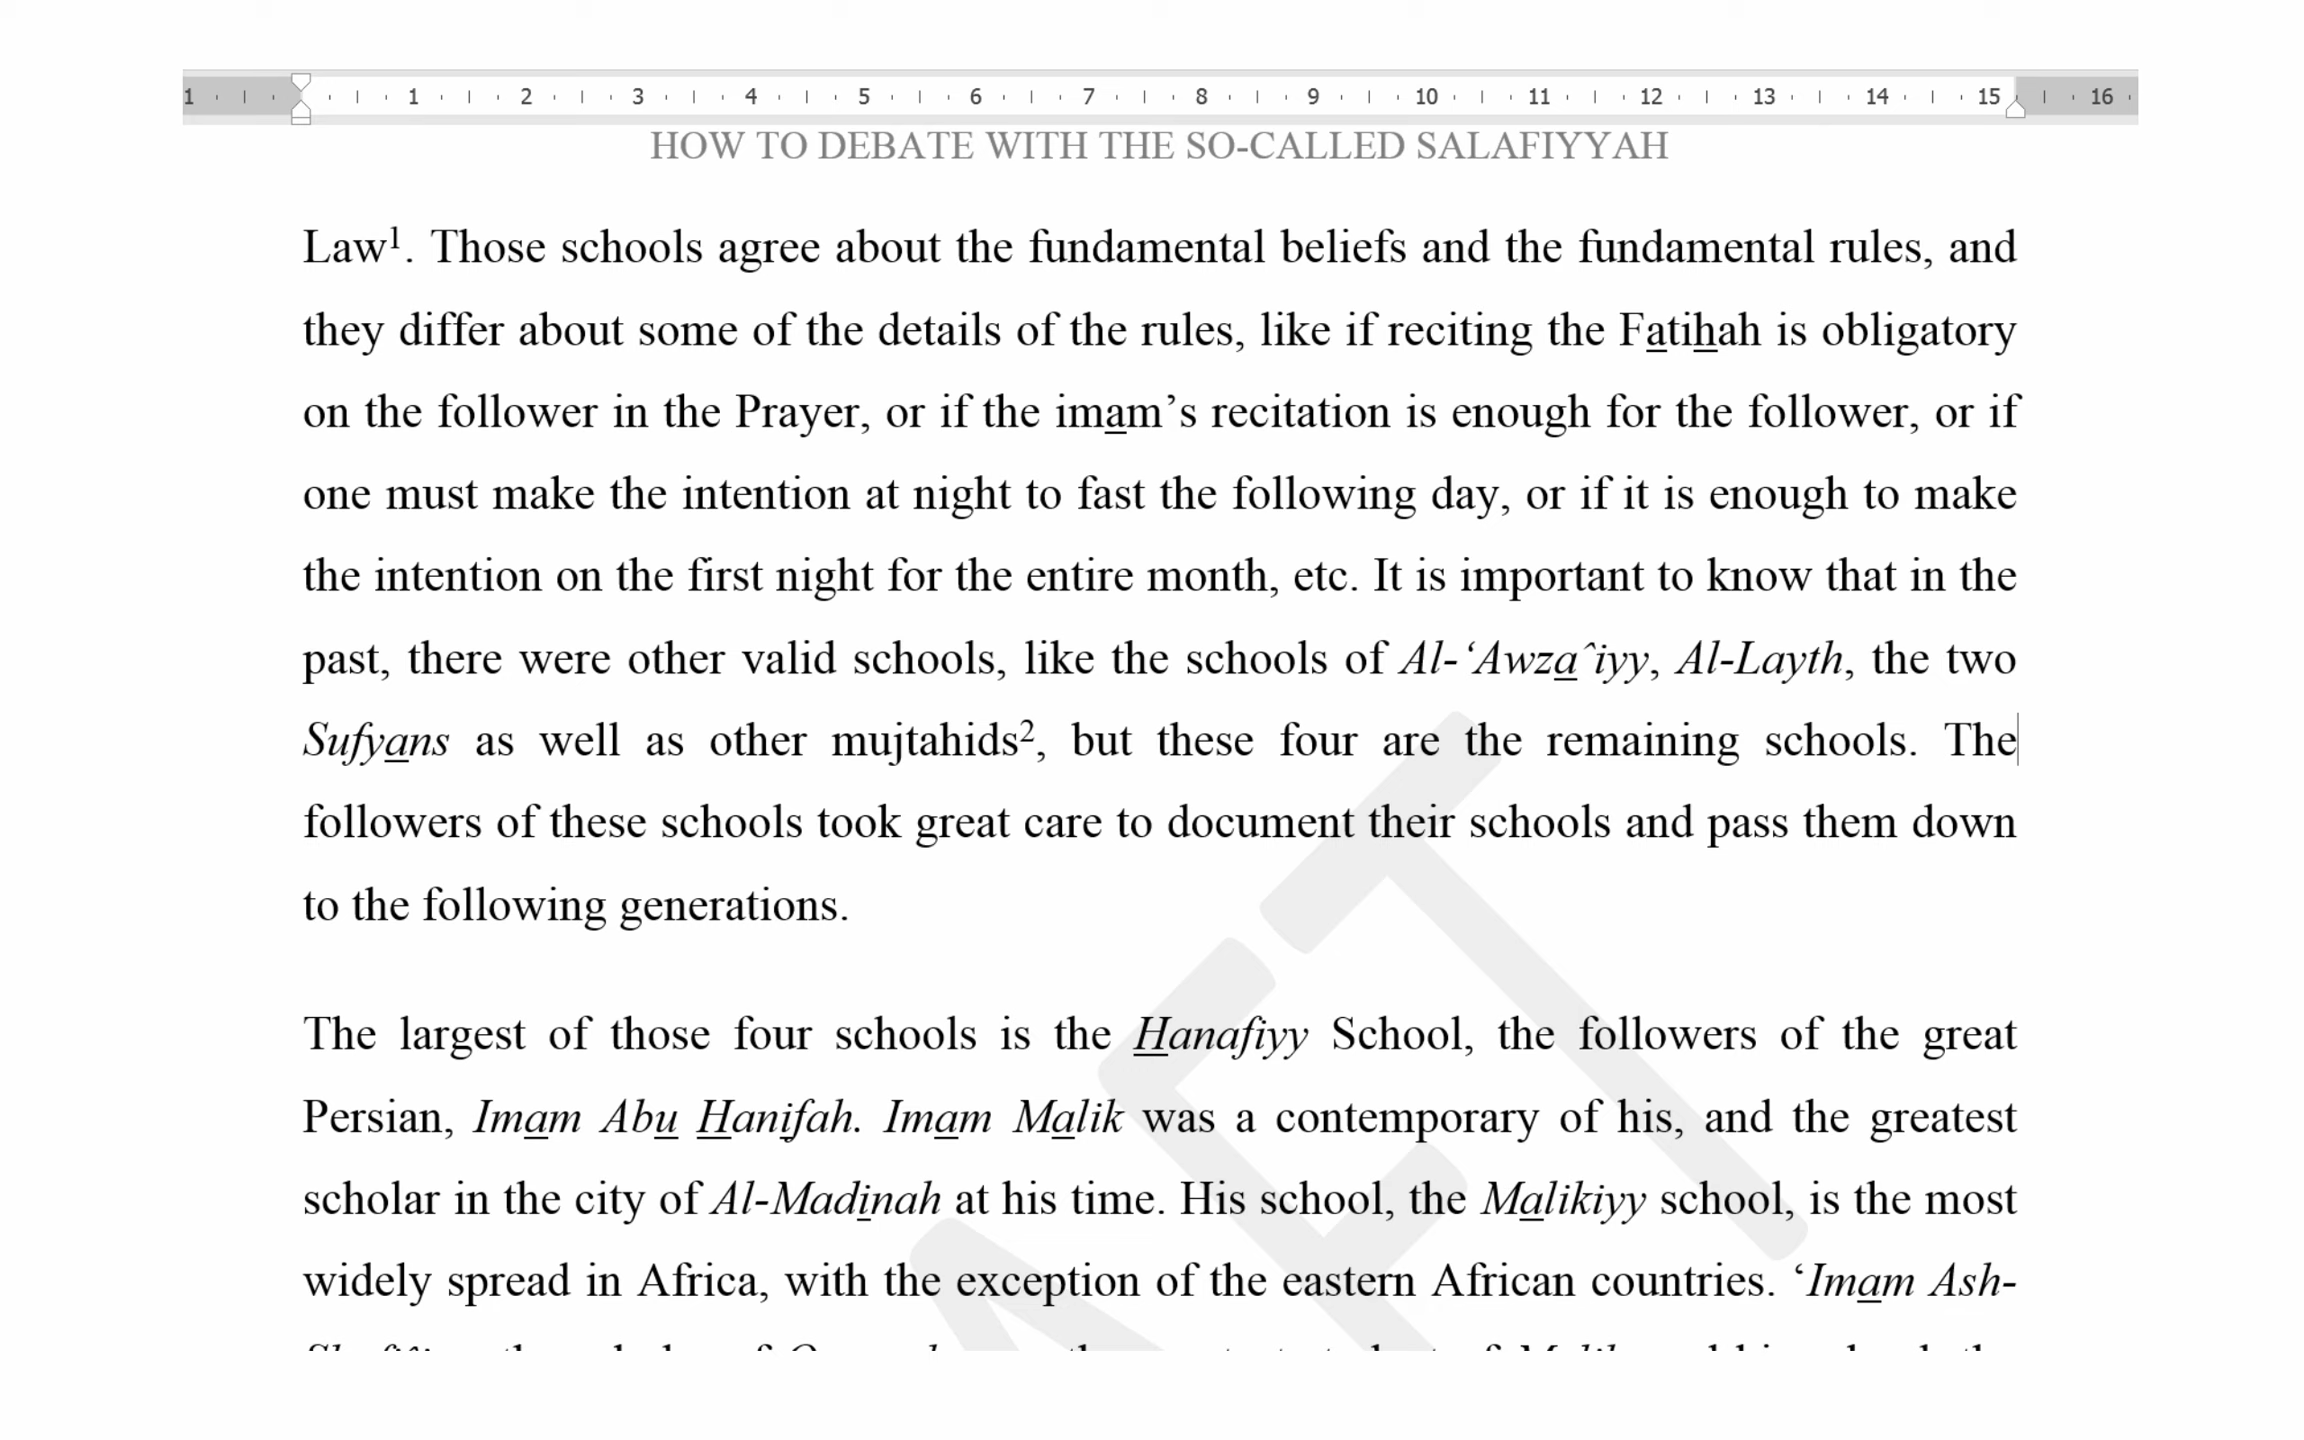 1 1 2 3 4 5 6 7 8 9 10 11 12 13 14 15 16
HOW TO DEBATE WITH THE SO-CALLED SALAFIYYAH
Law¹. Those schools agree about the fundamental beliefs and the fundamental rules, and
they differ about some of the details of the rules, like if reciting the Fatihah is obligatory
on the follower in the Prayer, or if the imam’s recitation is enough for the follower, or if
one must make the intention at night to fast the following day, or if it is enough to make
the intention on the first night for the entire month, etc. It is important to know that in the
past, there were other valid schools, like the schools of Al-‘Awzaˆiyy, Al-Layth, the two
Sufyans as well as other mujtahids², but these four are the remaining schools. The
followers of these schools took great care to document their schools and pass them down
to the following generations.
The largest of those four schools is the Hanafiyy School, the followers of the great
Persian, Imam Abu Hanifah. Imam Malik was a contemporary of his, and the greatest
scholar in the city of Al-Madinah at his time. His school, the Malikiyy school, is the most
widely spread in Africa, with the exception of the eastern African countries. ‘Imam Ash-